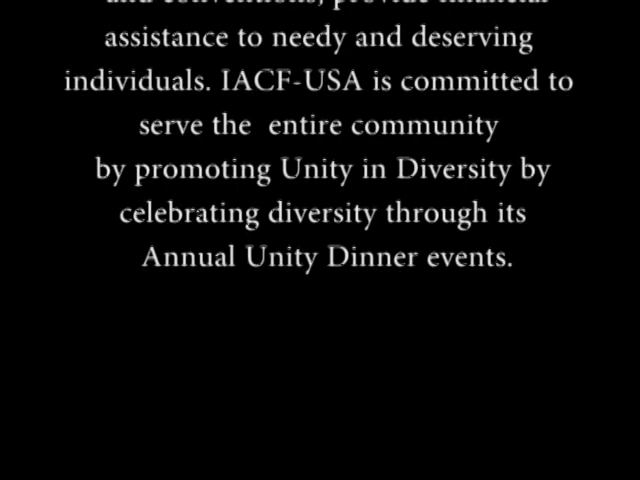 and conventions, provide financial
assistance to needy and deserving
individuals. IACF-USA is committed to
serve the  entire community
by promoting Unity in Diversity by
celebrating diversity through its
Annual Unity Dinner events.